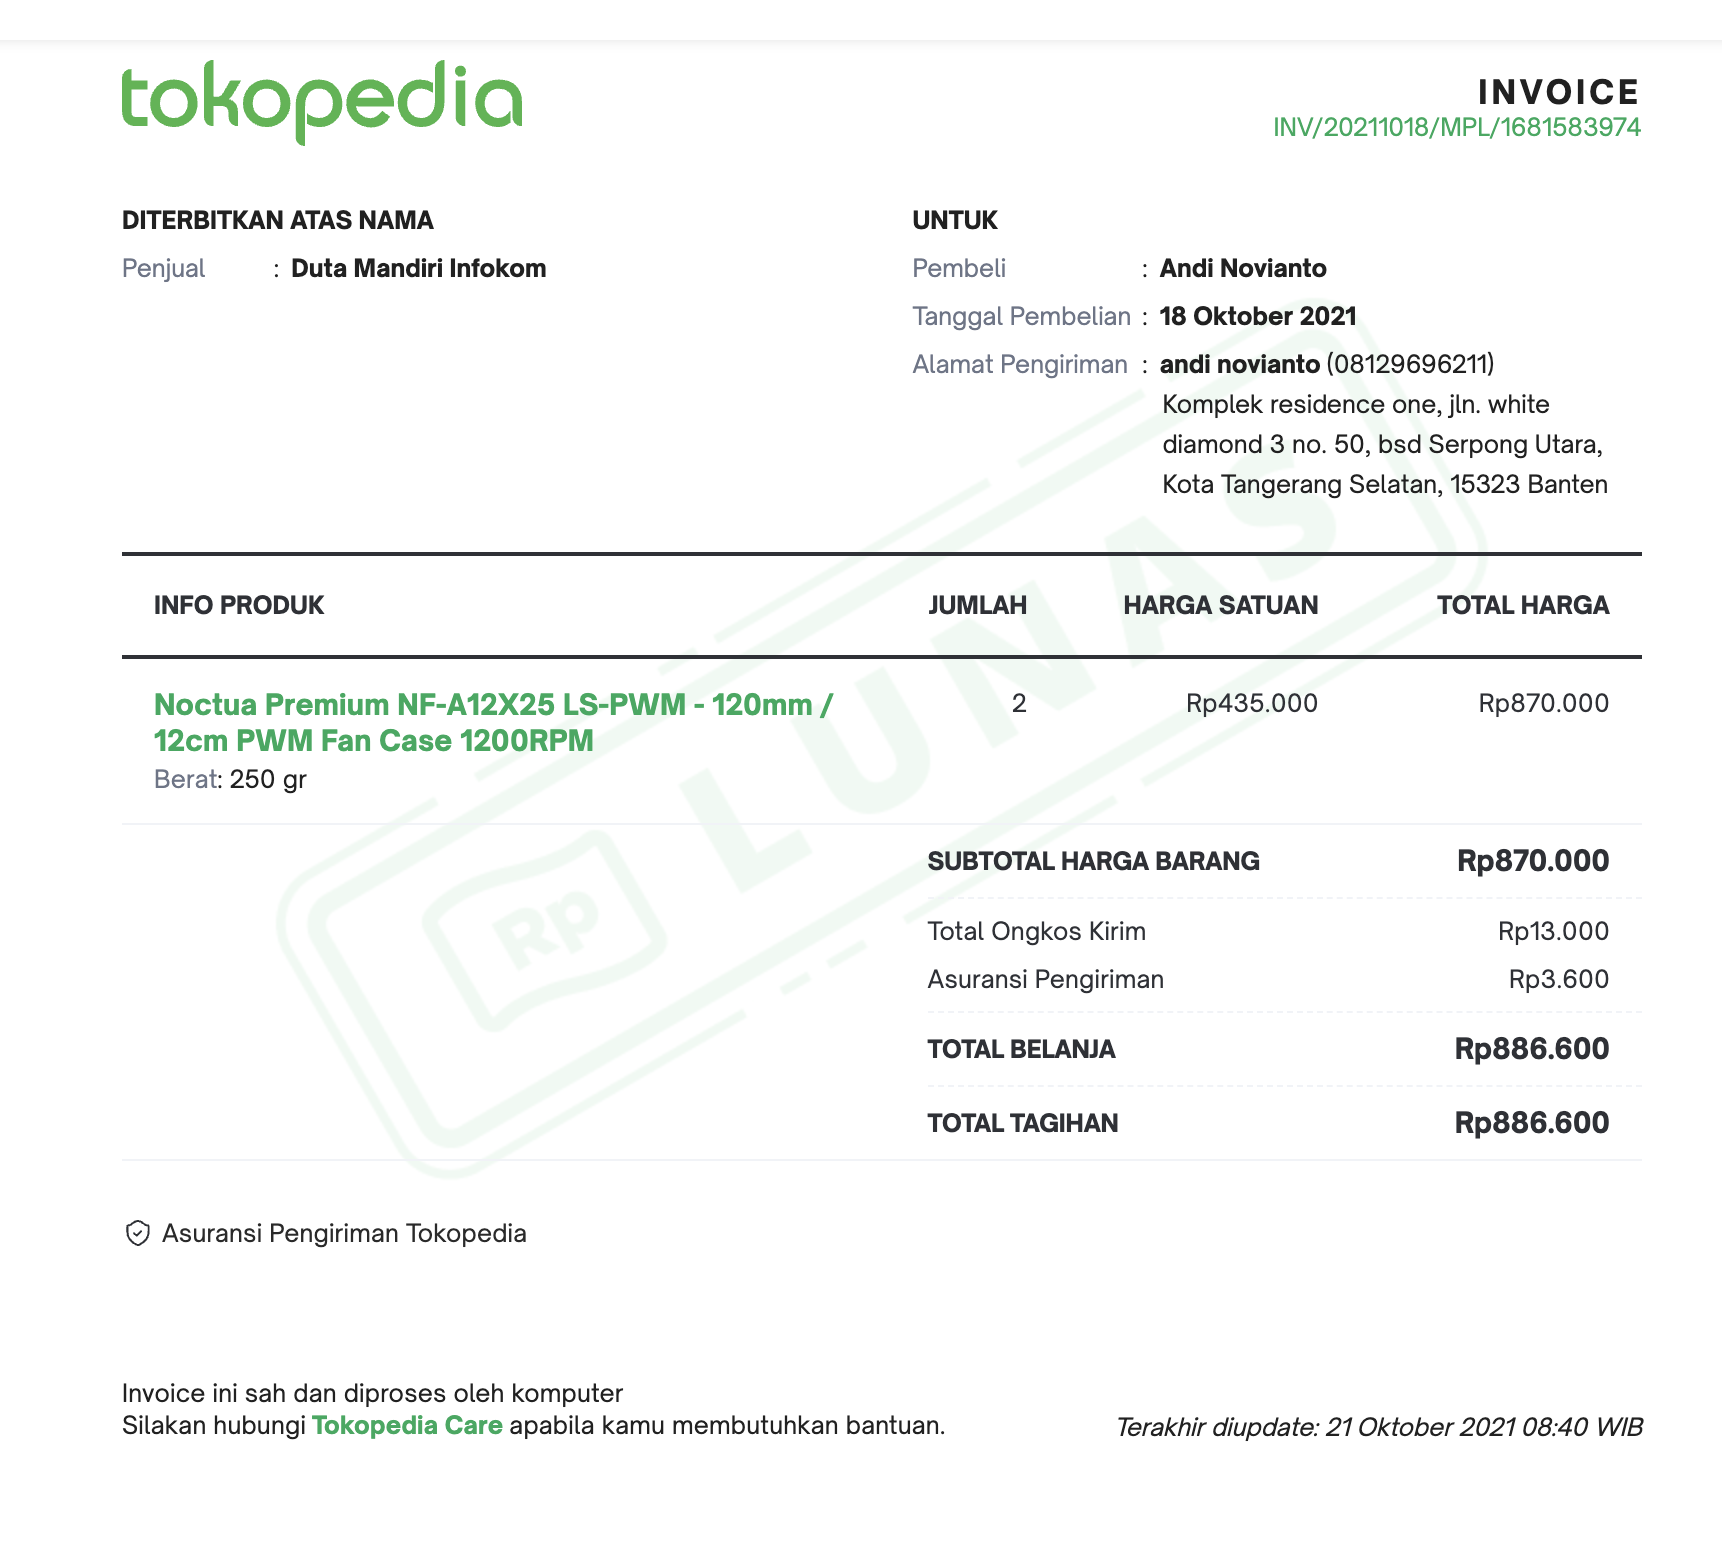 tokopedia
INVOICE
INV/20211018/MPL/1681583974
DITERBITKAN ATAS NAMA
Penjual : Duta Mandiri Infokom
UNTUK
Pembeli : Andi Novianto
Tanggal Pembelian : 18 Oktober 2021
Alamat Pengiriman : andi novianto (08129696211)
Komplek residence one, jln. white
diamond 3 no. 50, bsd Serpong Utara,
Kota Tangerang Selatan, 15323 Banten
INFO PRODUK JUMLAH HARGA SATUAN TOTAL HARGA
Noctua Premium NF-A12X25 LS-PWM - 120mm / 2 Rp435.000 Rp870.000
12cm PWM Fan Case 1200RPM
Berat: 250 gr
SUBTOTAL HARGA BARANG Rp870.000
Total Ongkos Kirim Rp13.000
Asuransi Pengiriman Rp3.600
TOTAL BELANJA Rp886.600
TOTAL TAGIHAN Rp886.600
Rp LUNAS
Asuransi Pengiriman Tokopedia
Invoice ini sah dan diproses oleh komputer
Silakan hubungi Tokopedia Care apabila kamu membutuhkan bantuan.
Terakhir diupdate: 21 Oktober 2021 08:40 WIB